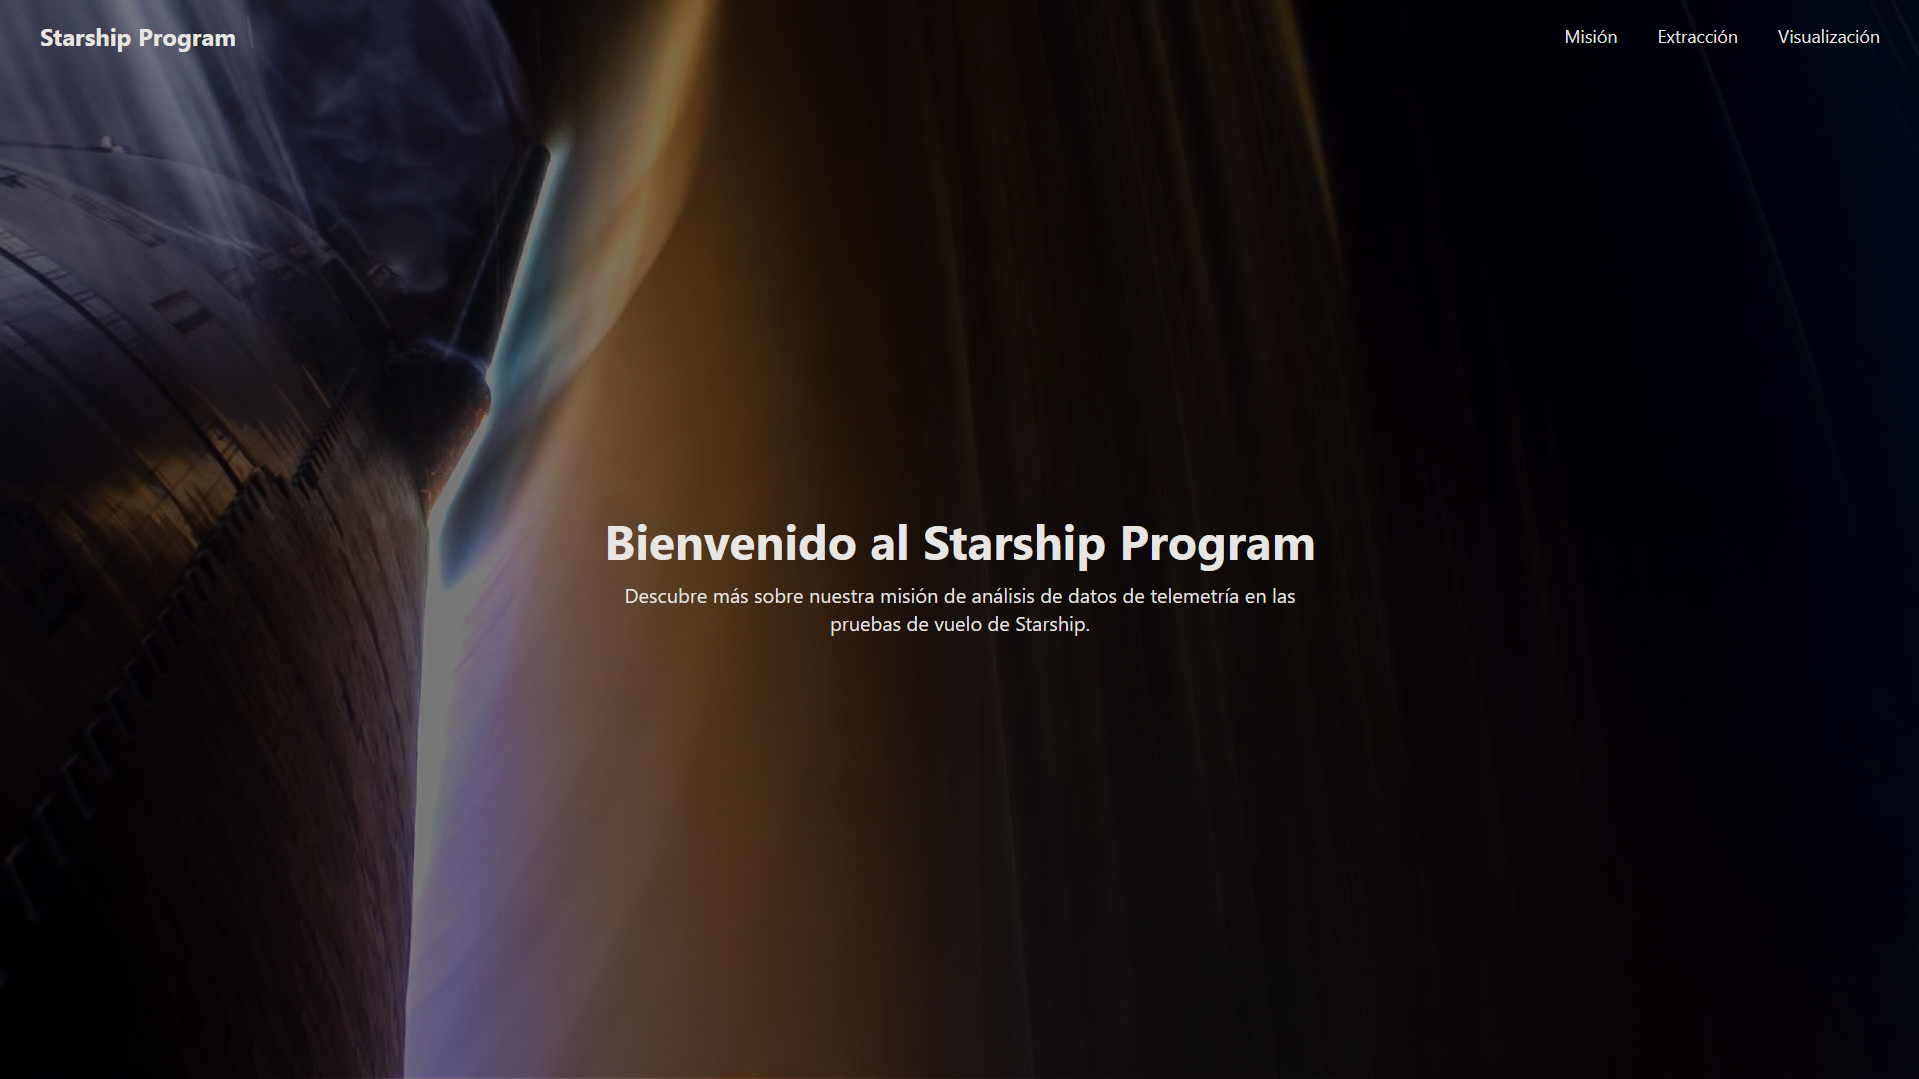 Starship Program
Misión
Extracción
Visualización
Bienvenido al Starship Program
Descubre más sobre nuestra misión de análisis de datos de telemetría en las
pruebas de vuelo de Starship.